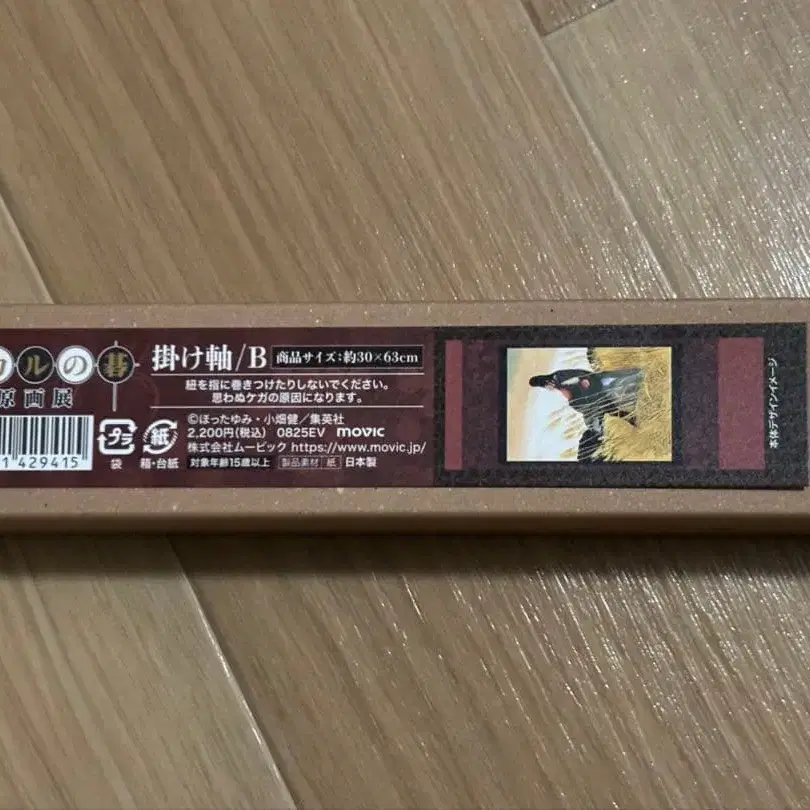 カルの碁
原画展
1 429415
プラ
袋
紙
箱・台紙
掛け軸/B 商品サイズ:約30×63cm
紐を指に巻きつけたりしないでください。
思わぬケガの原因になります。
©ほったゆみ・小畑健/集英社
2,200円(税込) 0825EV movic
株式会社ムービック https://www.movic.jp/
対象年齢15歳以上 製品素材 紙 日本製
本体デザインイメージ